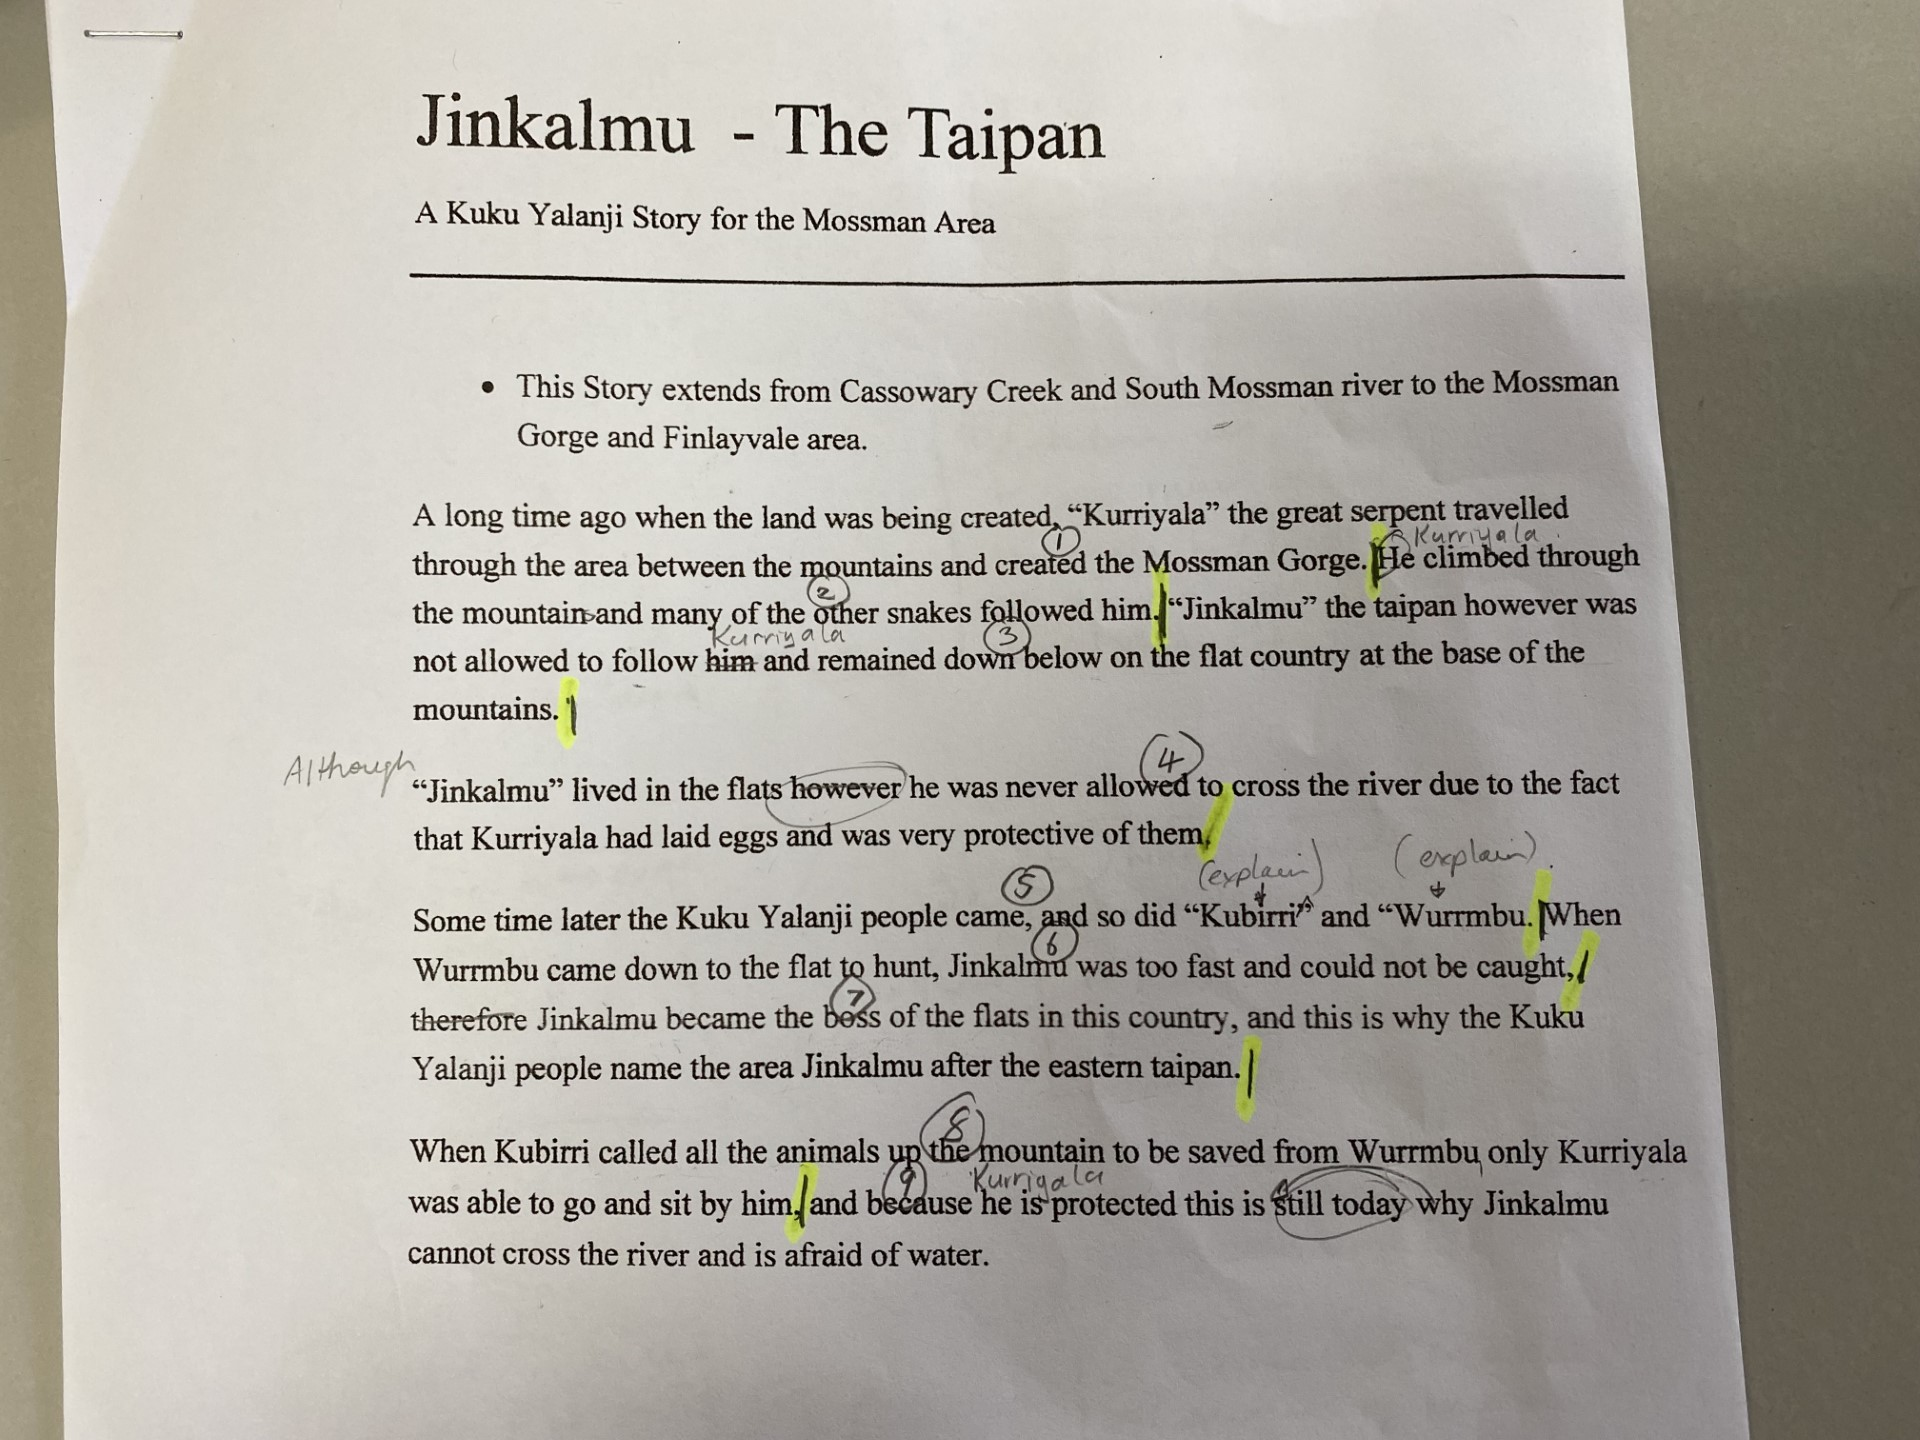 Jinkalmu - The Taipan
A Kuku Yalanji Story for the Mossman Area
• This Story extends from Cassowary Creek and South Mossman river to the Mossman
Gorge and Finlayvale area.
A long time ago when the land was being created, “Kurriyala” the great serpent travelled
1 Kurriyala
through the area between the mountains and created the Mossman Gorge. He climbed through
2
the mountain and many of the other snakes followed him. “Jinkalmu” the taipan however was
Kurriyala 3
not allowed to follow him and remained down below on the flat country at the base of the
mountains.
4
Although “Jinkalmu” lived in the flats however he was never allowed to cross the river due to the fact
that Kurriyala had laid eggs and was very protective of them,
5 (explain) (explain).
Some time later the Kuku Yalanji people came, and so did “Kubirri” and “Wurrmbu. When
6
Wurrmbu came down to the flat to hunt, Jinkalmu was too fast and could not be caught,
7
therefore Jinkalmu became the boss of the flats in this country, and this is why the Kuku
Yalanji people name the area Jinkalmu after the eastern taipan.
8
When Kubirri called all the animals up the mountain to be saved from Wurrmbu only Kurriyala
9 Kurriyala
was able to go and sit by him, and because he is protected this is still today why Jinkalmu
cannot cross the river and is afraid of water.